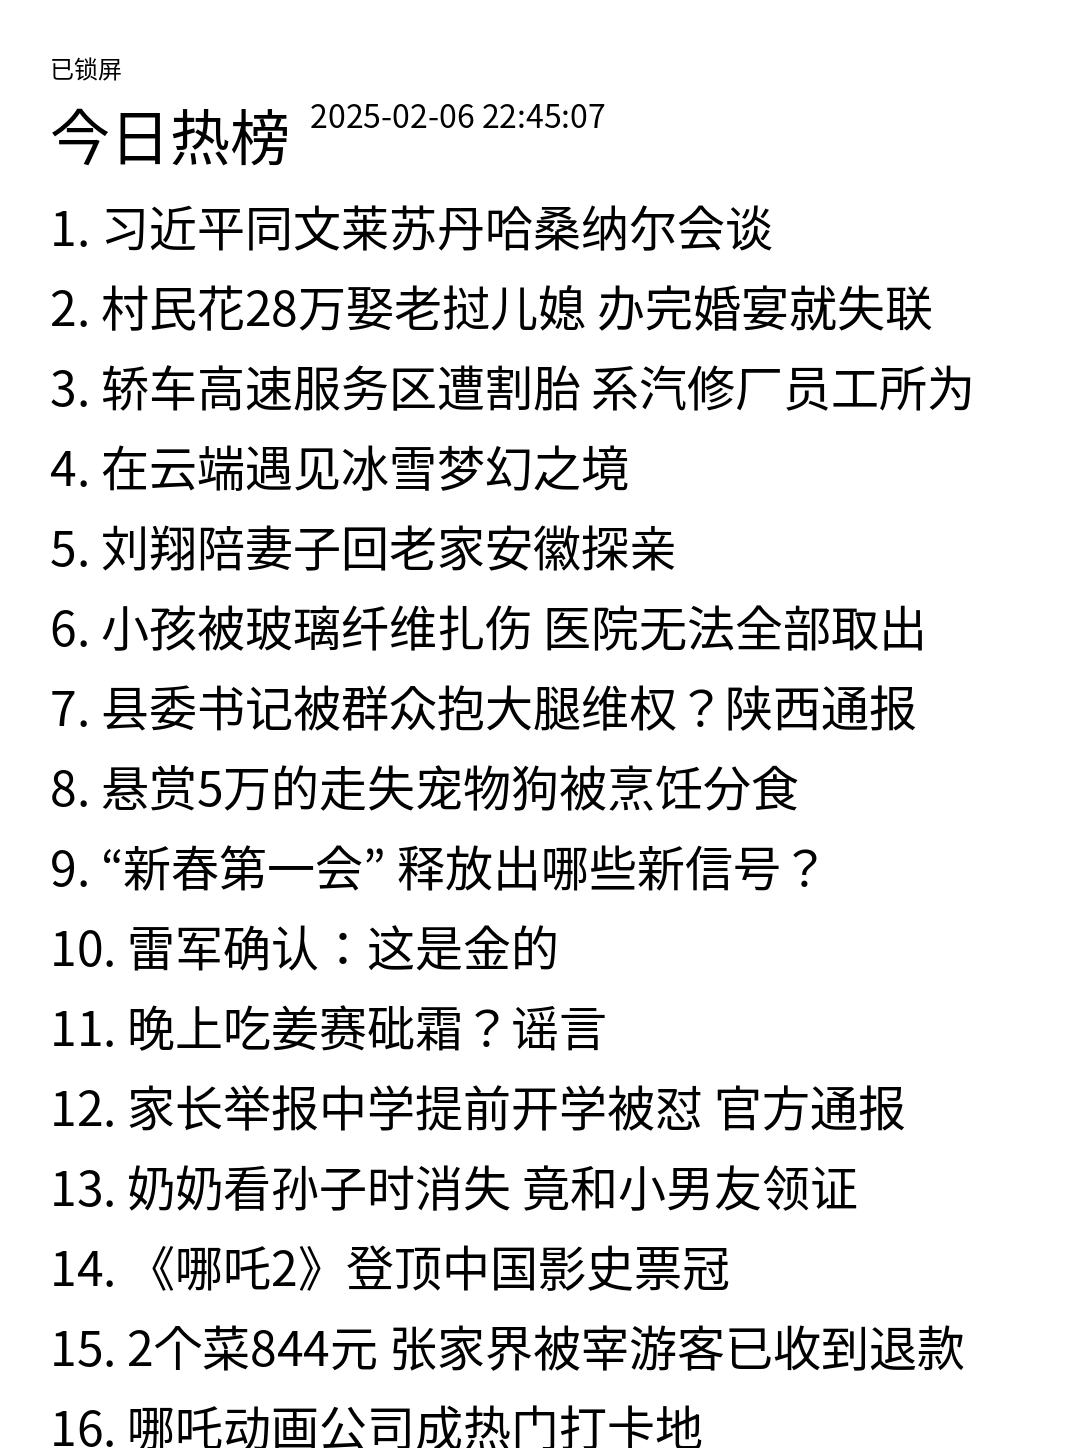 已锁屏
今日热榜 2025-02-06 22:45:07
1. 习近平同文莱苏丹哈桑纳尔会谈
2. 村民花28万娶老挝儿媳 办完婚宴就失联
3. 轿车高速服务区遭割胎 系汽修厂员工所为
4. 在云端遇见冰雪梦幻之境
5. 刘翔陪妻子回老家安徽探亲
6. 小孩被玻璃纤维扎伤 医院无法全部取出
7. 县委书记被群众抱大腿维权？陕西通报
8. 悬赏5万的走失宠物狗被烹饪分食
9. “新春第一会” 释放出哪些新信号？
10. 雷军确认：这是金的
11. 晚上吃姜赛砒霜？谣言
12. 家长举报中学提前开学被怼 官方通报
13. 奶奶看孙子时消失 竟和小男友领证
14. 《哪吒2》登顶中国影史票冠
15. 2个菜844元 张家界被宰游客已收到退款
16. 哪吒动画公司成热门打卡地